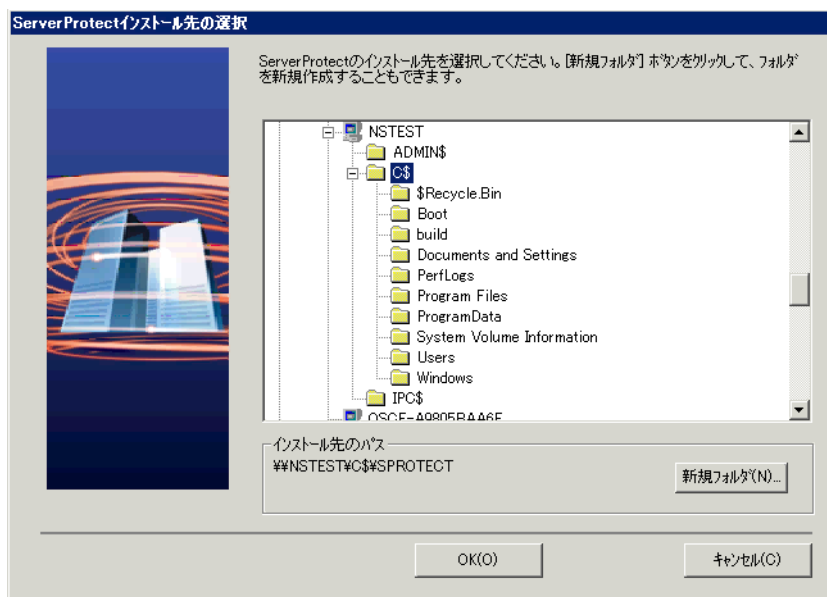 ServerProtectインストール先の選択
ServerProtectのインストール先を選択してください。[新規フォルダ] ボタンをクリックして、フォルダ
を新規作成することもできます。
NSTEST
ADMIN$
C$
$Recycle.Bin
Boot
build
Documents and Settings
PerfLogs
Program Files
ProgramData
System Volume Information
Users
Windows
IPC$
インストール先のパス
¥¥NSTEST¥C$¥SPROTECT
新規フォルダ(N)...
OK(O)
キャンセル(C)